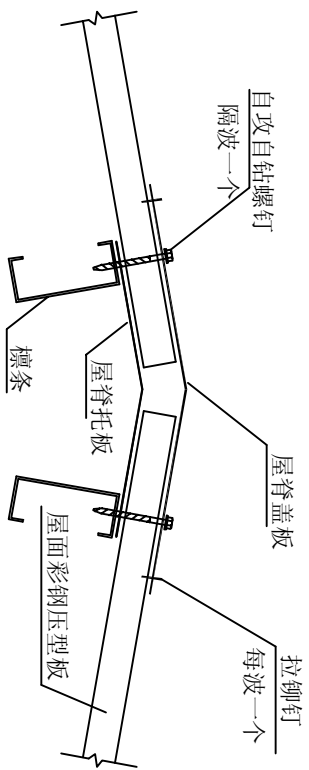 自攻自钻螺钉
隔波一个
檩条
屋脊托板
屋脊盖板
屋面彩钢压型板
拉铆钉
每波一个